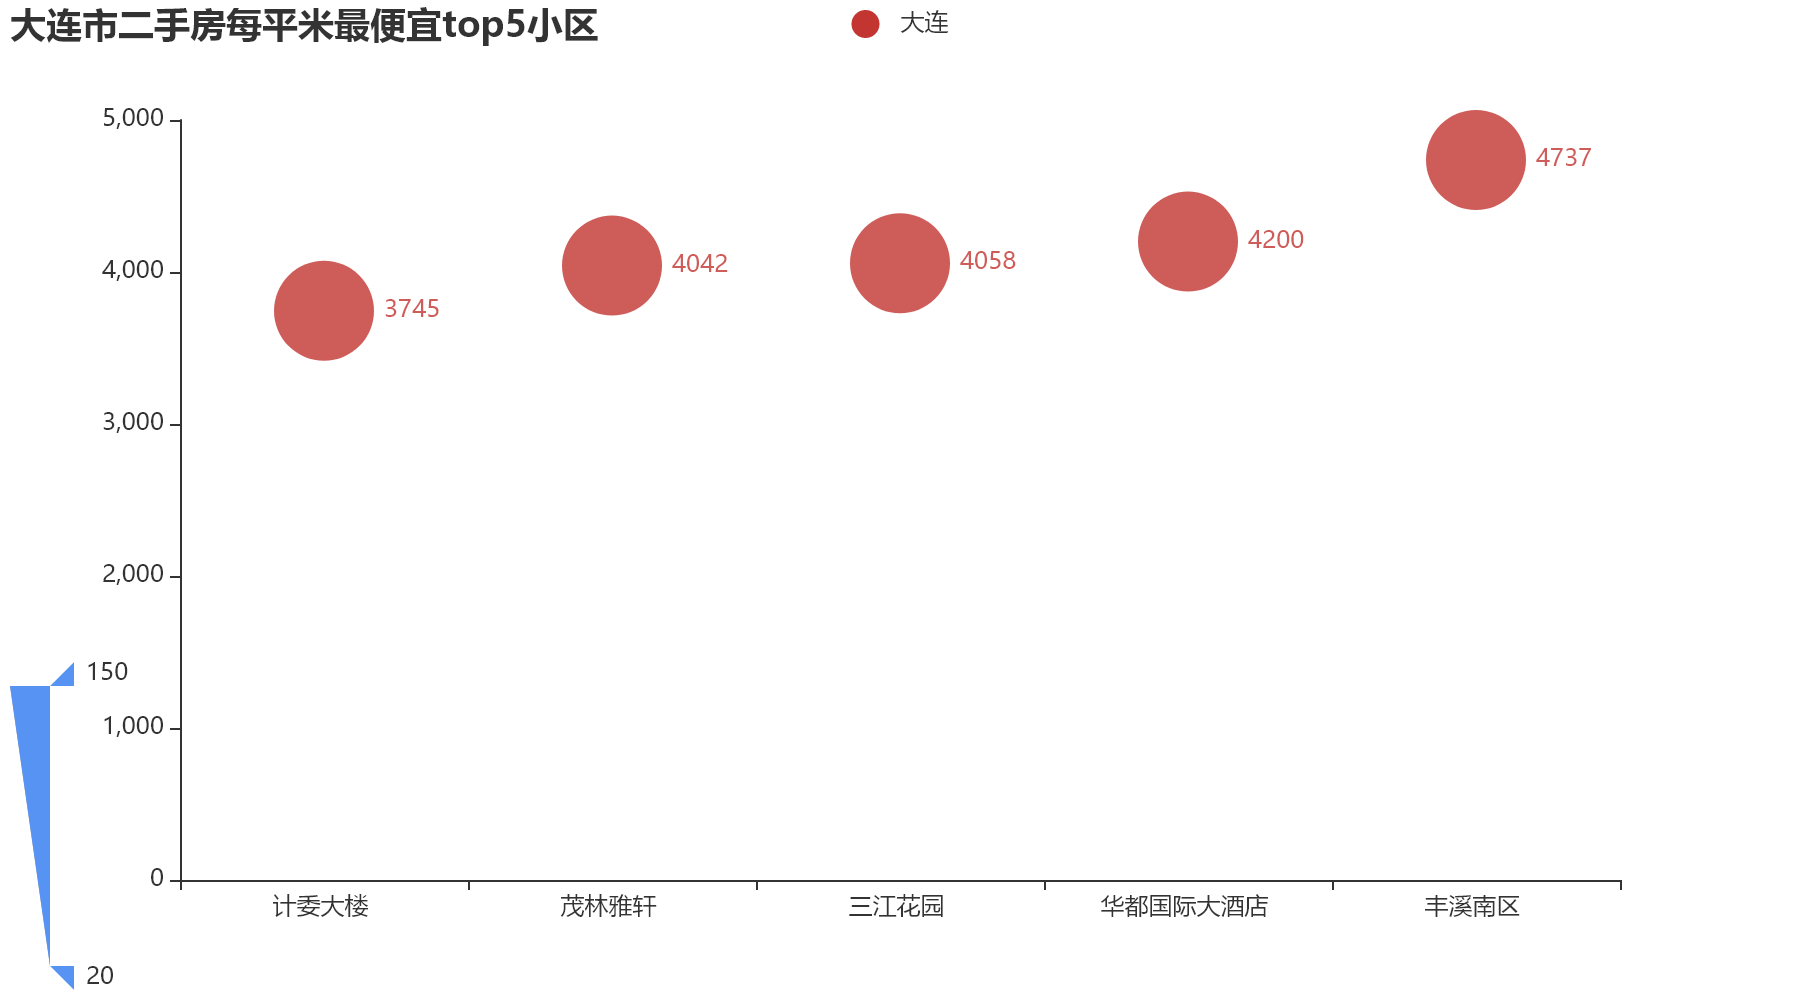 大连市二手房每平米最便宜top5小区
大连
5,000
4,000
3,000
2,000
1,000
0
3745
4042
4058
4200
4737
150
20
计委大楼
茂林雅轩
三江花园
华都国际大酒店
丰溪南区